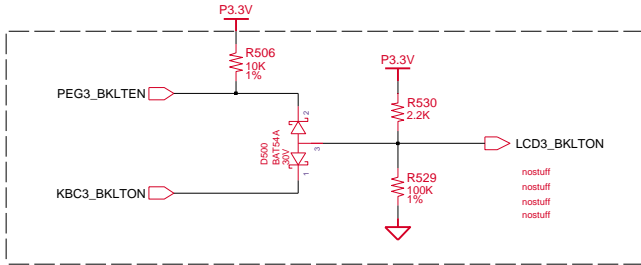 P3.3V
R506
10K
1%
P3.3V
PEG3_BKLTEN
2
R530
2.2K
D500
BAT54A
30V
3
LCD3_BKLTON
1
R529
100K
1%
KBC3_BKLTON
nostuff
nostuff
nostuff
nostuff